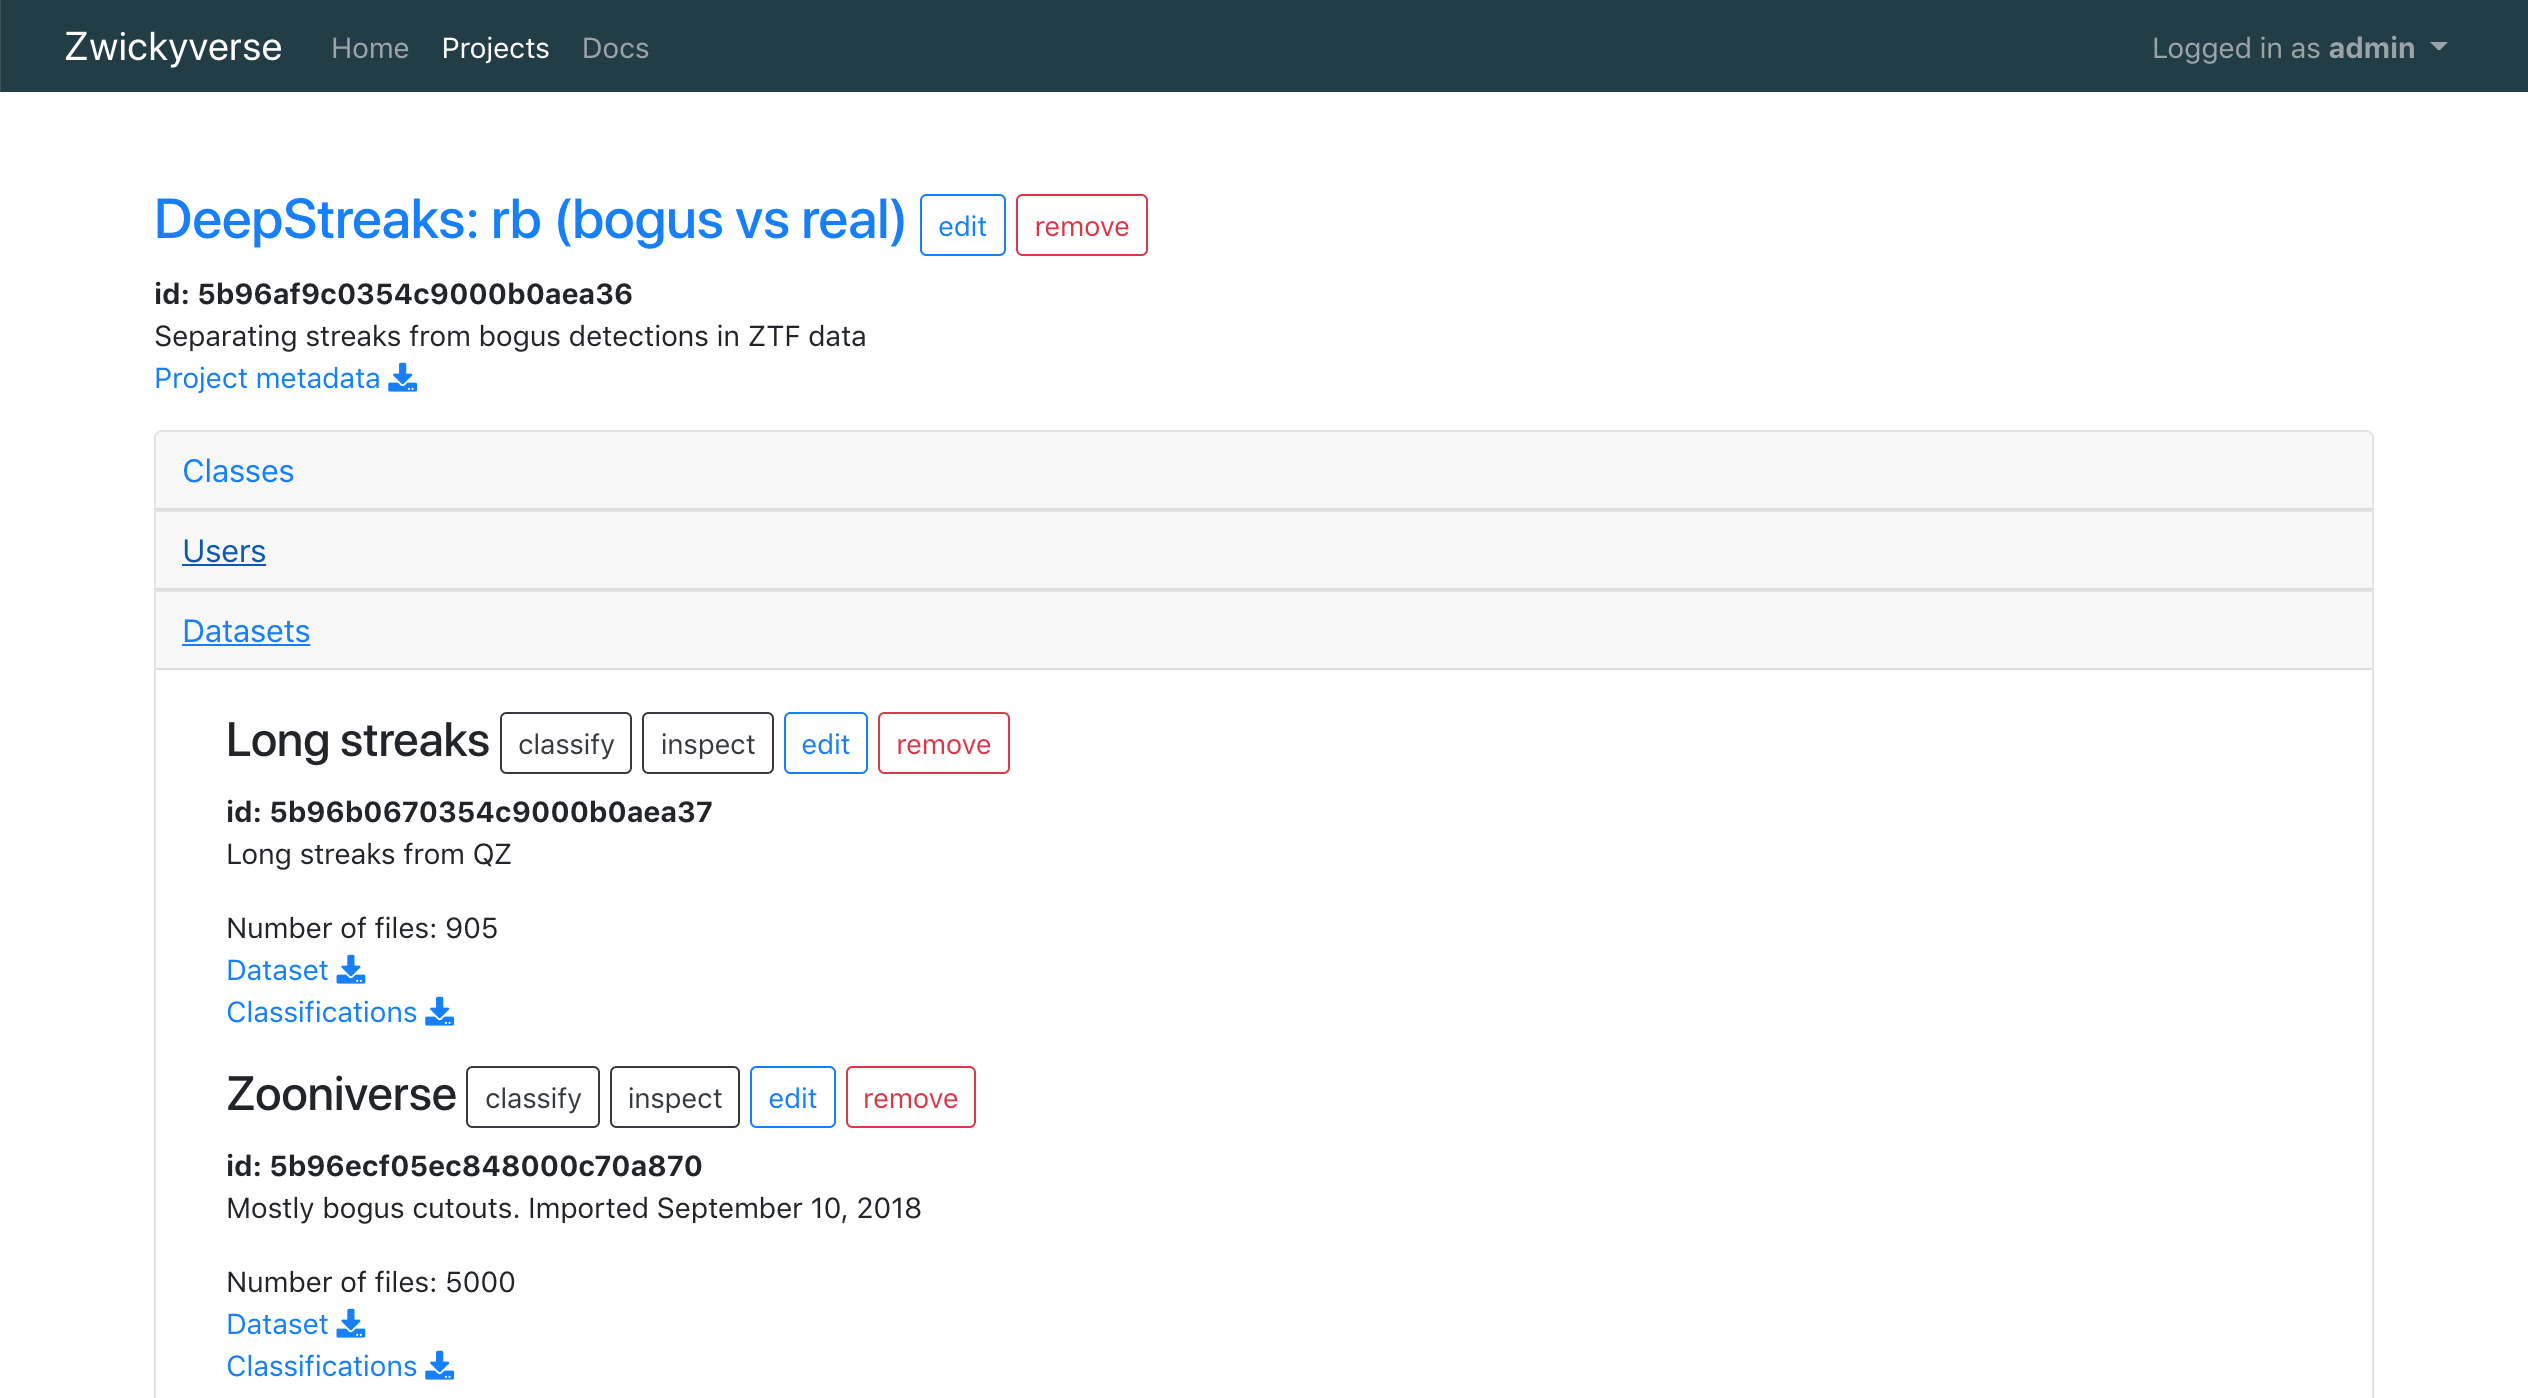 Zwickyverse Home Projects Docs Logged in as admin
DeepStreaks: rb (bogus vs real) edit remove
id: 5b96af9c0354c9000b0aea36
Separating streaks from bogus detections in ZTF data
Project metadata
Classes
Users
Datasets
Long streaks classify inspect edit remove
id: 5b96b0670354c9000b0aea37
Long streaks from QZ
Number of files: 905
Dataset
Classifications
Zooniverse classify inspect edit remove
id: 5b96ecf05ec848000c70a870
Mostly bogus cutouts. Imported September 10, 2018
Number of files: 5000
Dataset
Classifications